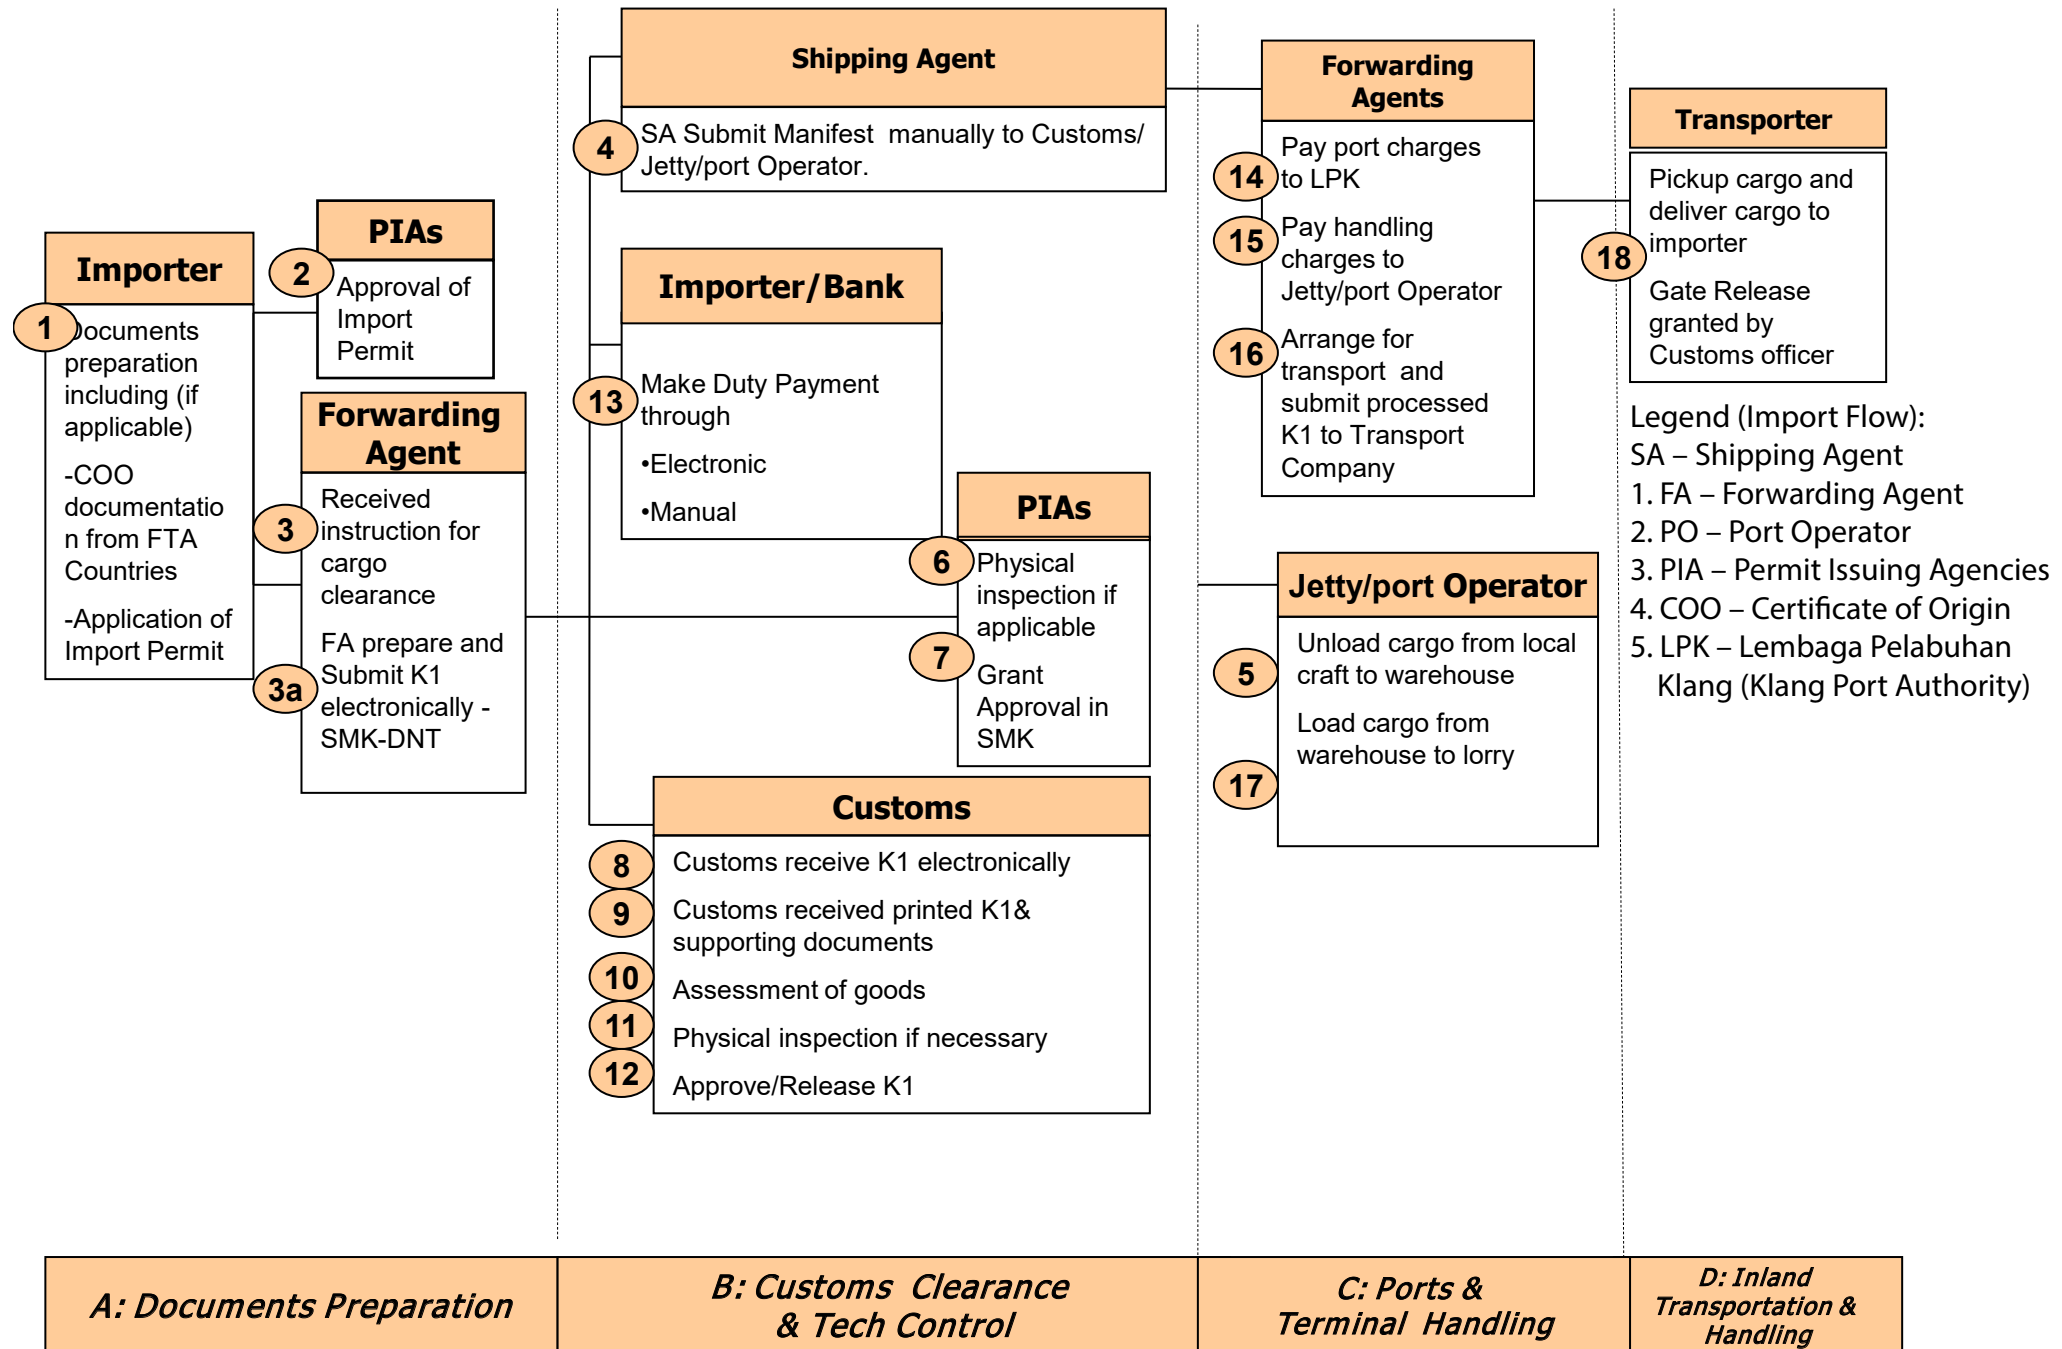 Importer
1
Documents
preparation
including (if
applicable)
-COO
documentatio
n from FTA
Countries
-Application of
Import Permit
PIAs
2
Approval of
Import
Permit
Forwarding
Agent
3
Received
instruction for
cargo
clearance
3a
FA prepare and
Submit K1
electronically -
SMK-DNT
Shipping Agent
4
SA Submit Manifest manually to Customs/
Jetty/port Operator.
Importer/Bank
13
Make Duty Payment
through
•Electronic
•Manual
PIAs
6
Physical
inspection if
applicable
7
Grant
Approval in
SMK
Customs
8
Customs receive K1 electronically
9
Customs received printed K1&
supporting documents
10
Assessment of goods
11
Physical inspection if necessary
12
Approve/Release K1
Forwarding
Agents
14
Pay port charges
to LPK
15
Pay handling
charges to
Jetty/port Operator
16
Arrange for
transport and
submit processed
K1 to Transport
Company
Jetty/port Operator
5
Unload cargo from local
craft to warehouse
Load cargo from
warehouse to lorry
17
Transporter
Pickup cargo and
deliver cargo to
importer
18
Gate Release
granted by
Customs officer
Legend (Import Flow):
SA – Shipping Agent
1. FA – Forwarding Agent
2. PO – Port Operator
3. PIA – Permit Issuing Agencies
4. COO – Certificate of Origin
5. LPK – Lembaga Pelabuhan
Klang (Klang Port Authority)
A: Documents Preparation
B: Customs Clearance
& Tech Control
C: Ports &
Terminal Handling
D: Inland
Transportation &
Handling